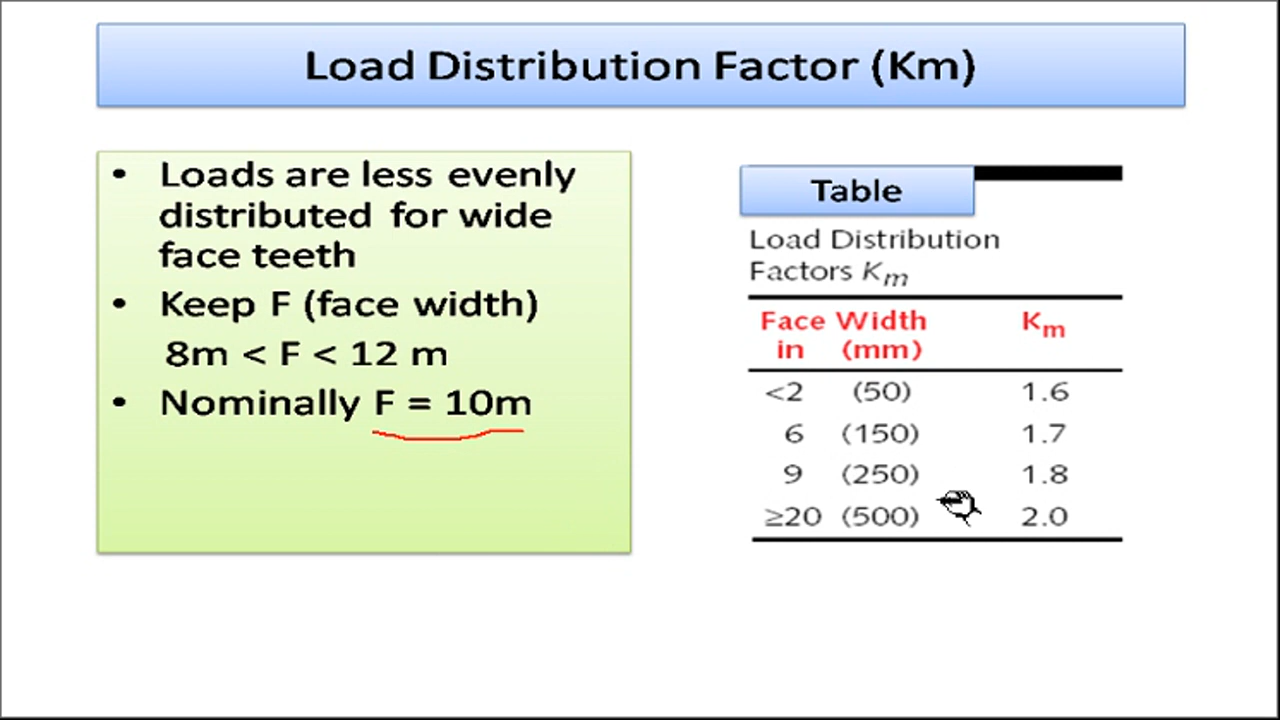 Load Distribution Factor (Km)
• Loads are less evenly
distributed for wide
face teeth
• Keep F (face width)
8m < F < 12 m
• Nominally F = 10m
Table
Load Distribution
Factors Km
Face Width Km
in (mm)
<2 (50) 1.6
6 (150) 1.7
9 (250) 1.8
≥20 (500) 2.0